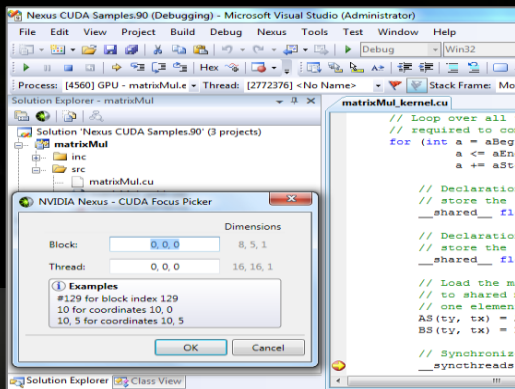 Nexus CUDA Samples.90 (Debugging) - Microsoft Visual Studio (Administrator)
File Edit View Project Build Debug Nexus Tools Test Window Help
Debug Win32
Hex
Process: [4560] GPU - matrixMul.e Thread: [2772376] <No Name> Stack Frame: Mo
Solution Explorer - matrixMul
Solution 'Nexus CUDA Samples.90' (3 projects)
matrixMul
inc
src
matrixMul.cu
matrixMul_kernel.cu
// Loop over all
// required to co
for (int a = aBeg
a <= aEn
a += aSt
// Declaratio
// store the
__shared__ fl
// Declaratio
// store the
__shared__ fl
// Load the m
// to shared
// one elemen
AS(ty, tx) =
BS(ty, tx) =
// Synchroniz
__syncthreads
NVIDIA Nexus - CUDA Focus Picker
Dimensions
Block: 0, 0, 0 8, 5, 1
Thread: 0, 0, 0 16, 16, 1
Examples
#129 for block index 129
10 for coordinates 10, 0
10, 5 for coordinates 10, 5
OK Cancel
Solution Explorer Class View